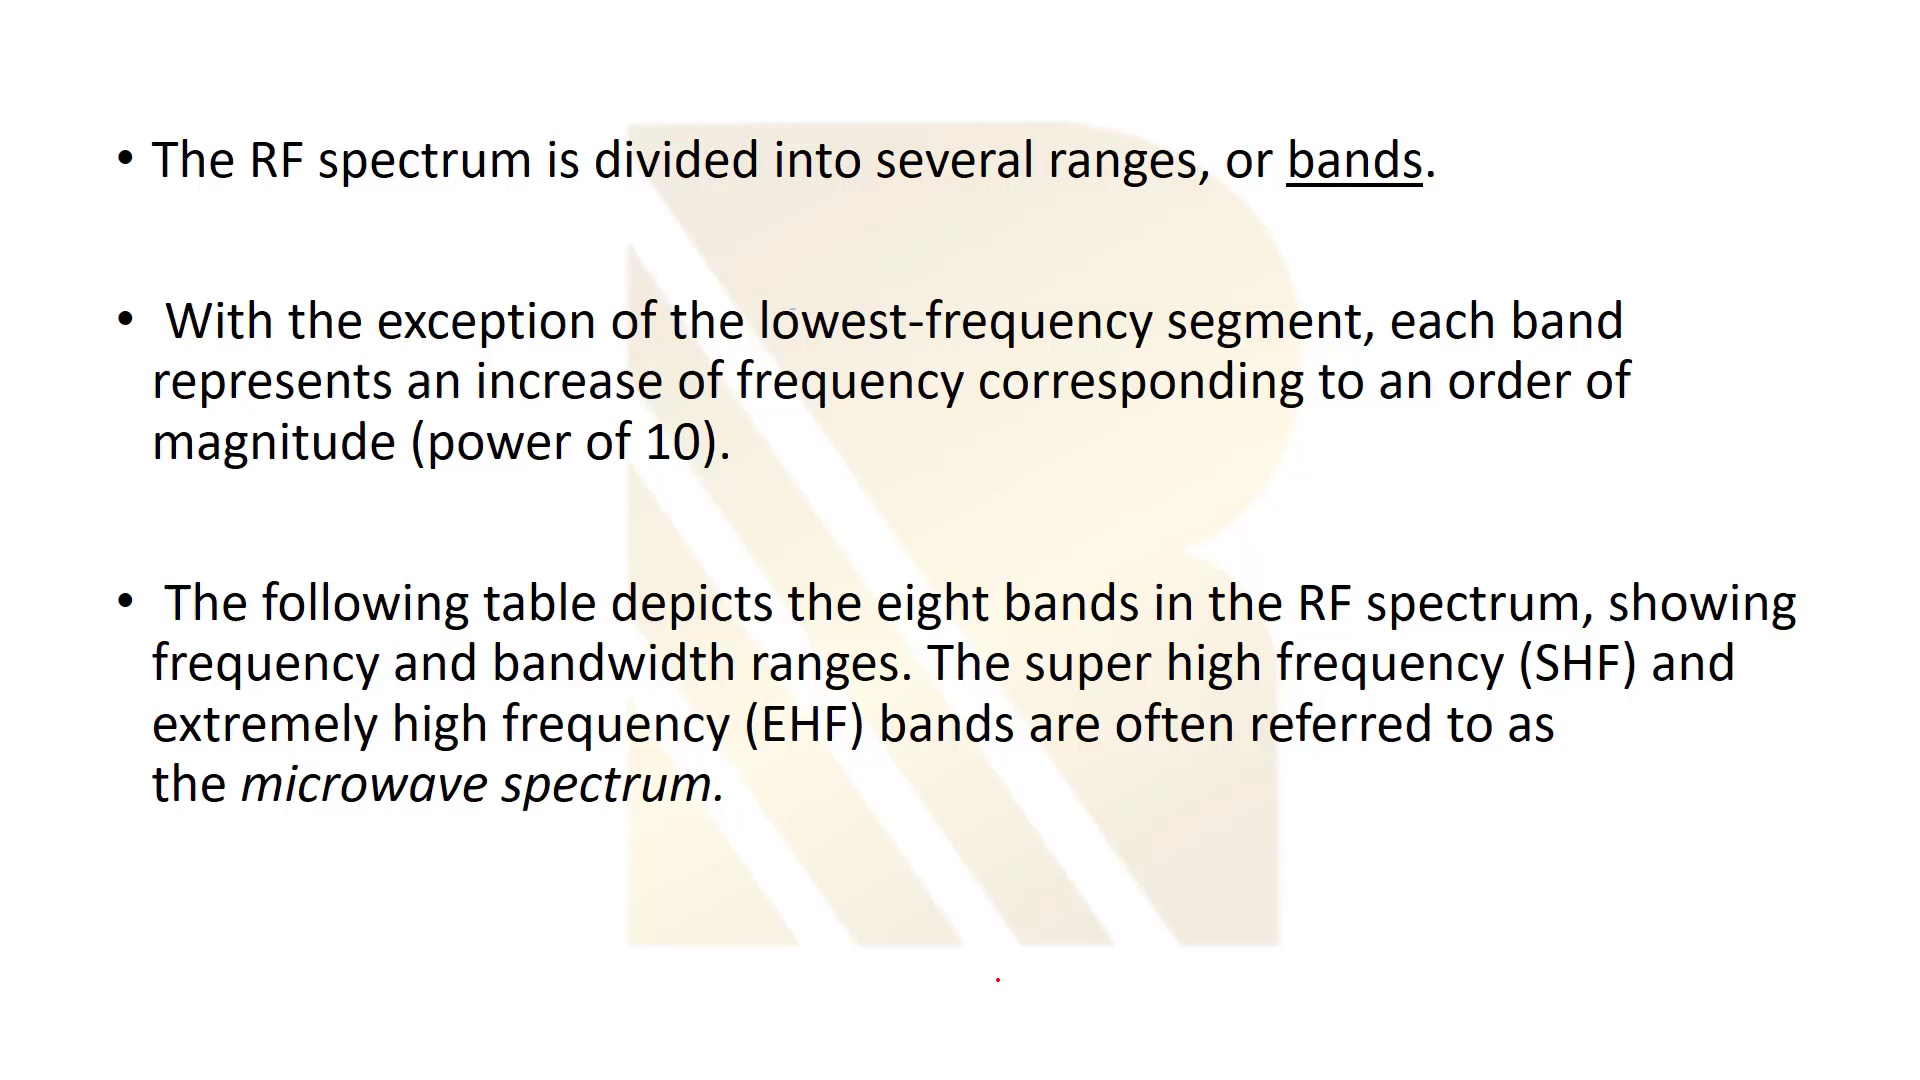 • The RF spectrum is divided into several ranges, or bands.
• With the exception of the lowest-frequency segment, each band
represents an increase of frequency corresponding to an order of
magnitude (power of 10).
• The following table depicts the eight bands in the RF spectrum, showing
frequency and bandwidth ranges. The super high frequency (SHF) and
extremely high frequency (EHF) bands are often referred to as
the microwave spectrum.